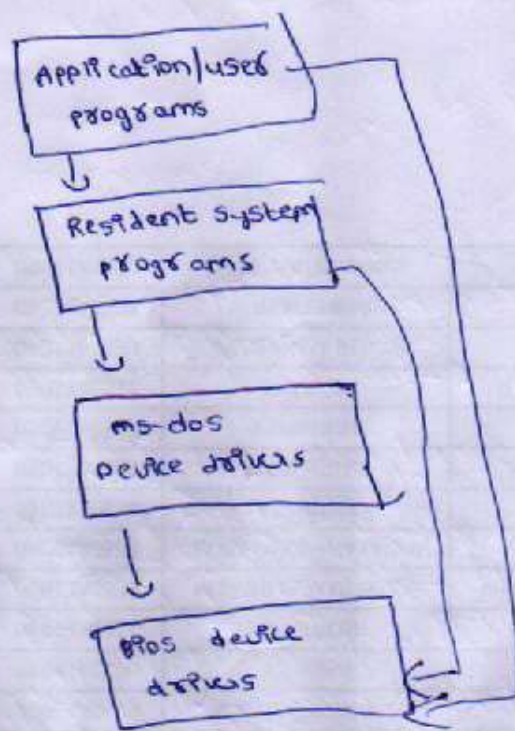 Application/user
programs
Resident system
programs
ms-dos
Device drivers
BIOS device
drivers